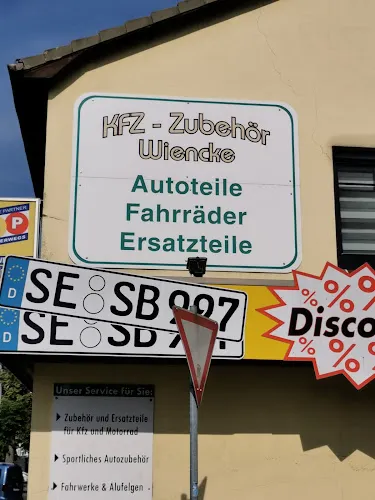 KFZ - Zubehör
Wiencke
Autoteile
Fahrräder
Ersatzteile
PARTNER
P
D SE SB 997
D SE SB
%
Disco
Unser Service für Sie:
Zubehör und Ersatzteile
für Kfz und Motorrad
Sportliches Autozubehör
Fahrwerke & Alufelgen